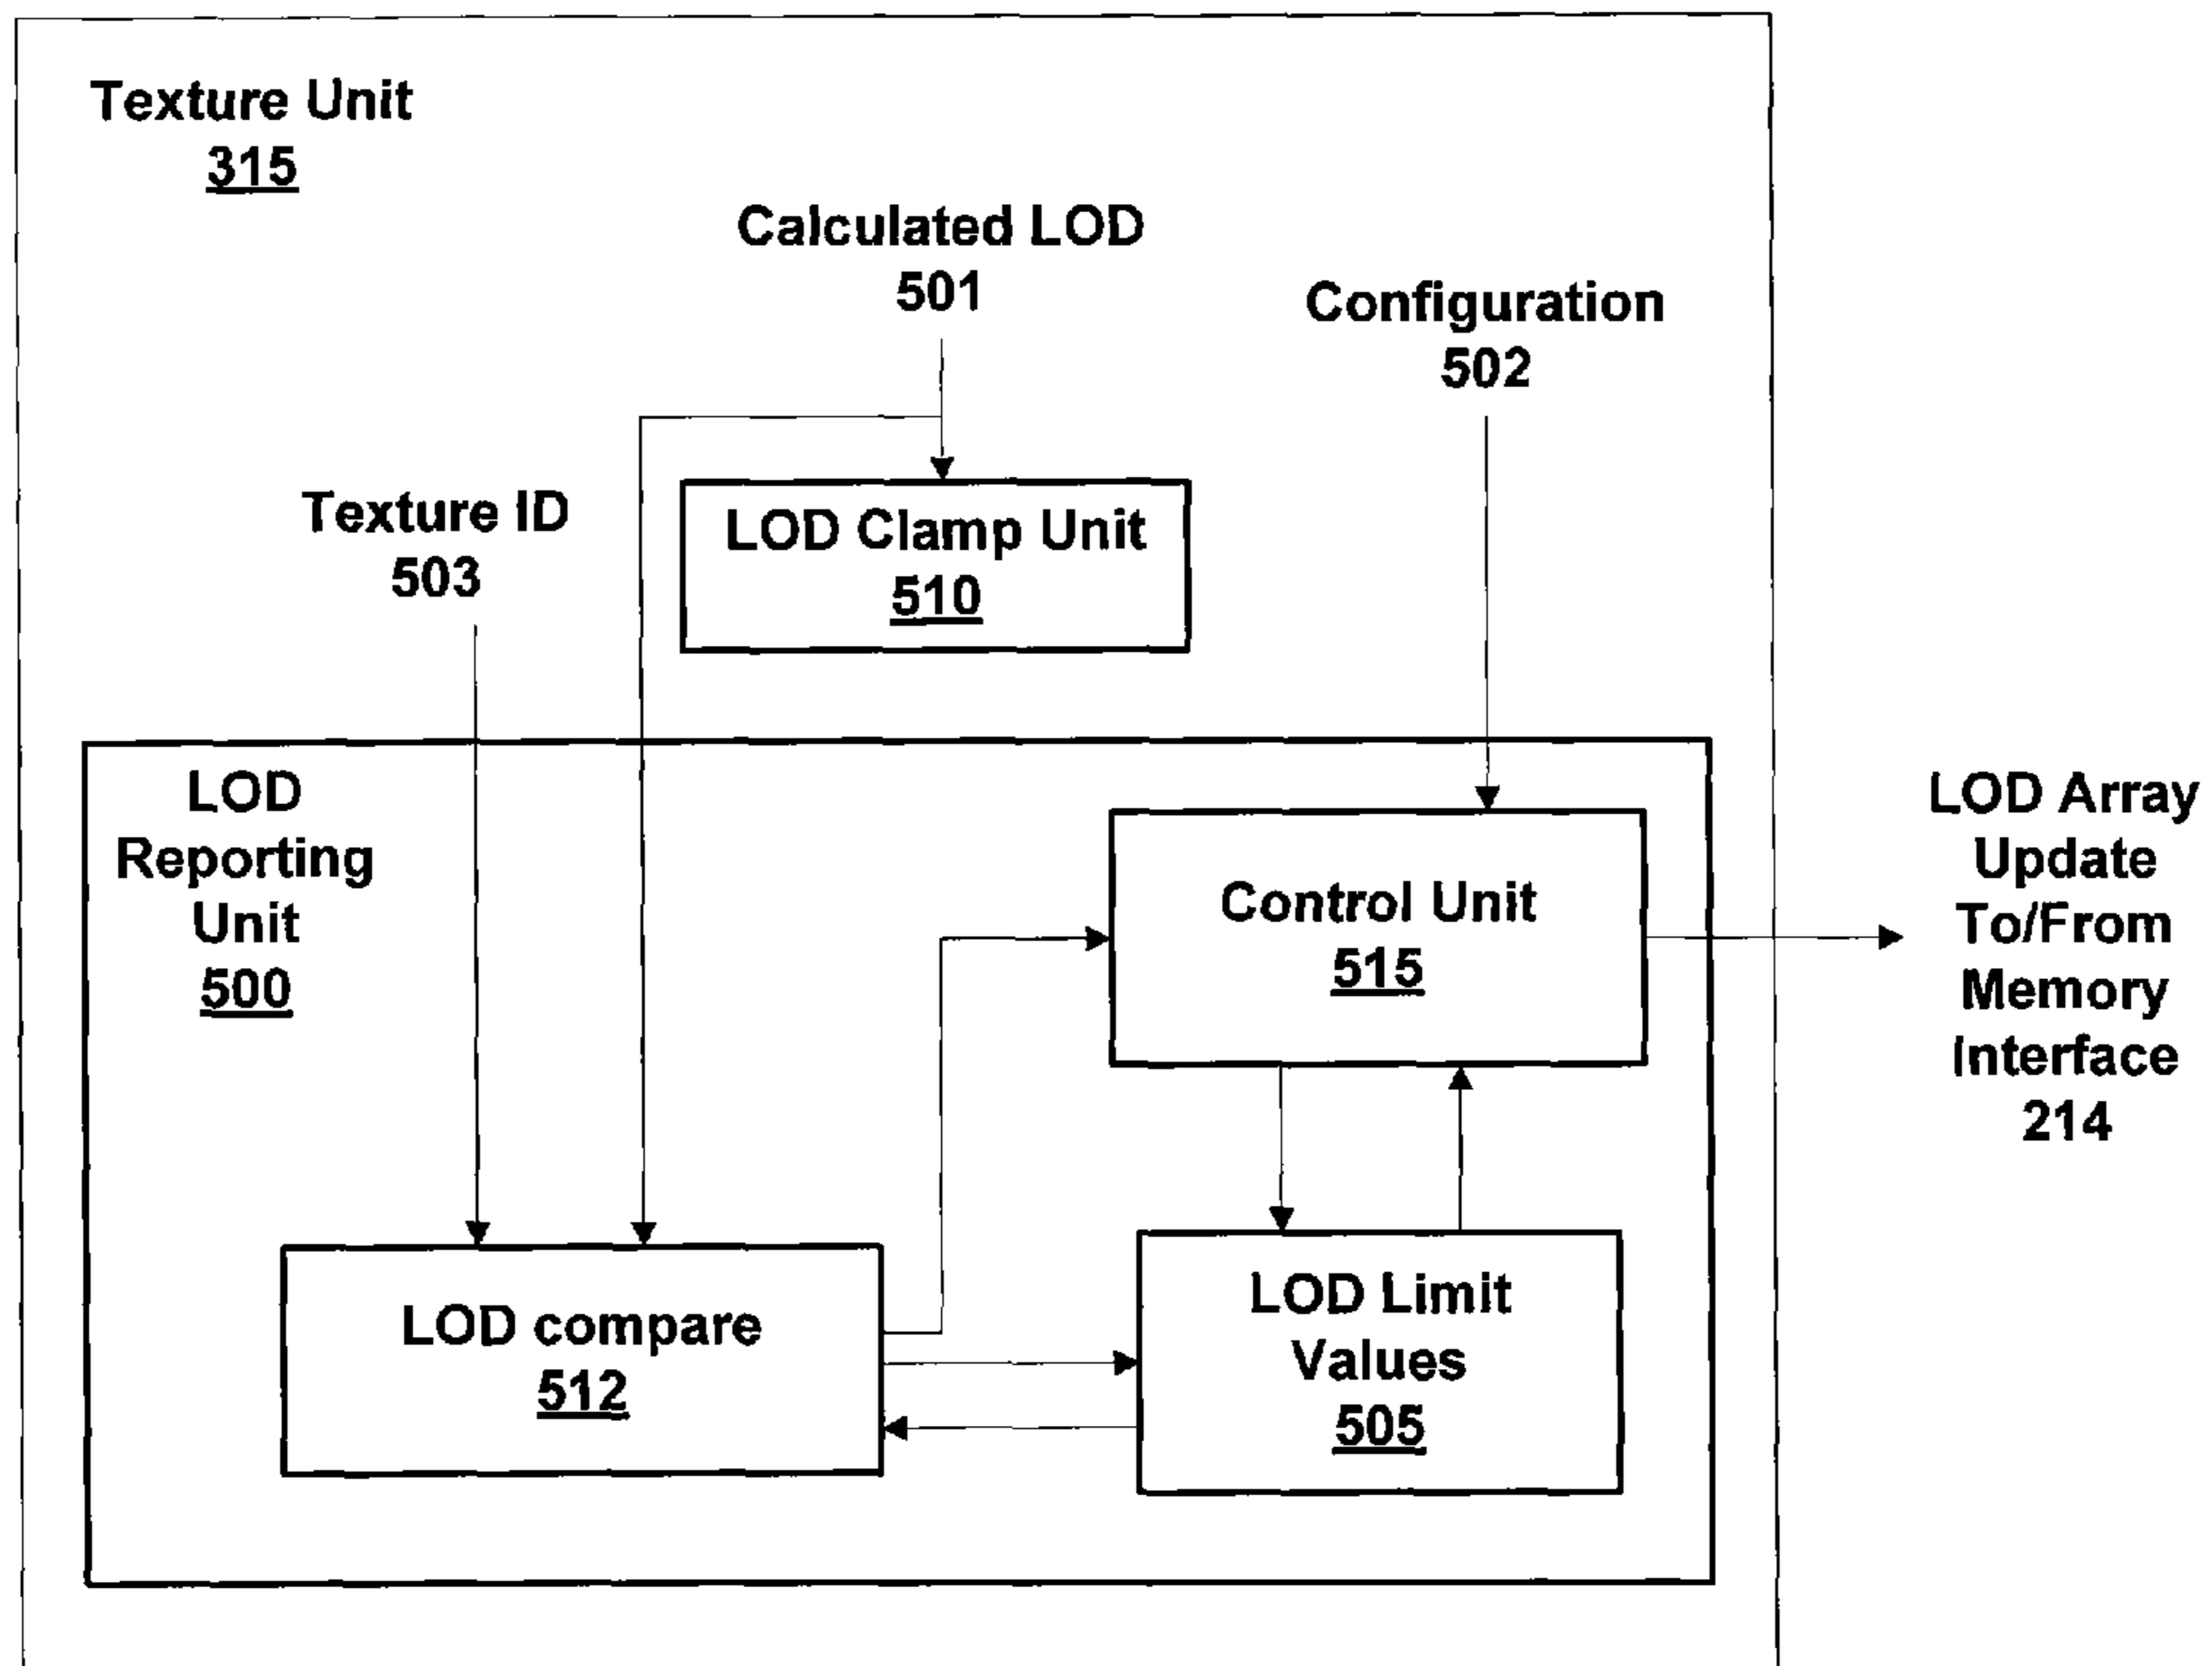 Texture Unit
315
Calculated LOD
501
Configuration
502
Texture ID
503
LOD Clamp Unit
510
LOD
Reporting
Unit
500
Control Unit
515
LOD Array
Update
To/From
Memory
Interface
214
LOD compare
512
LOD Limit
Values
505